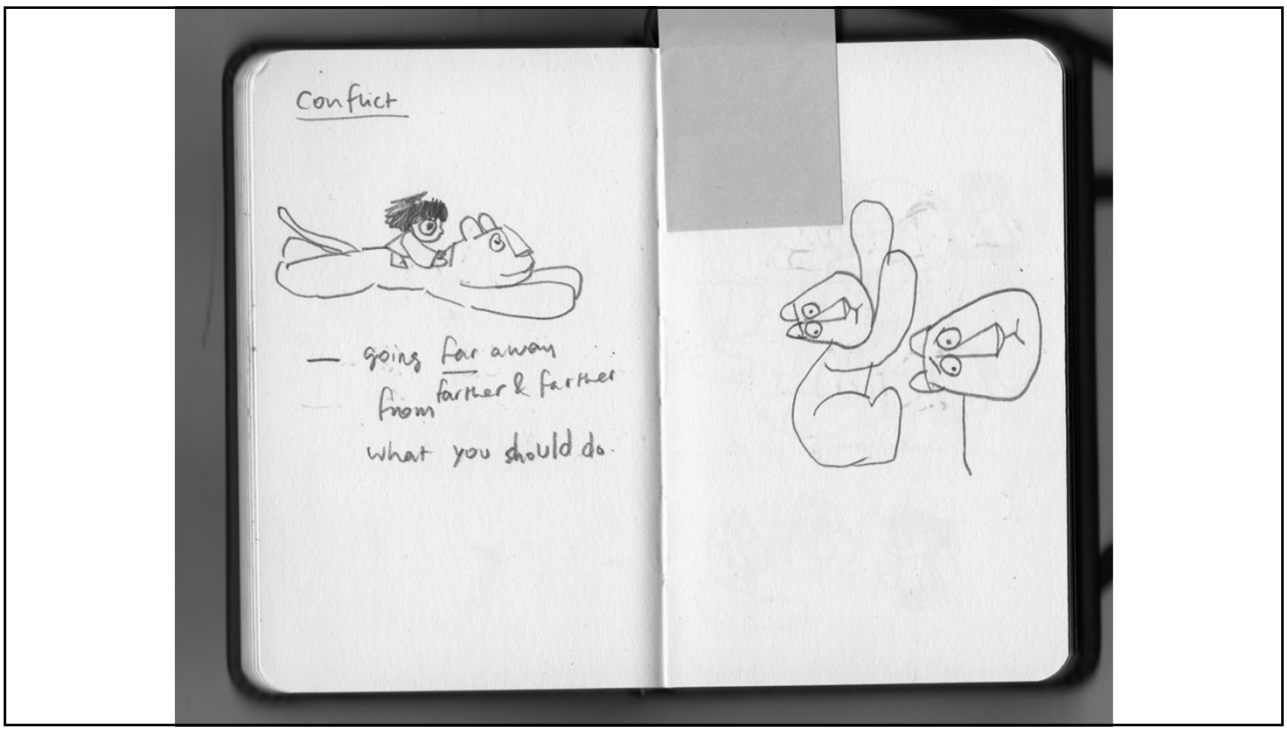 Conflict
— going far away
farther & farther
from
what you should do.